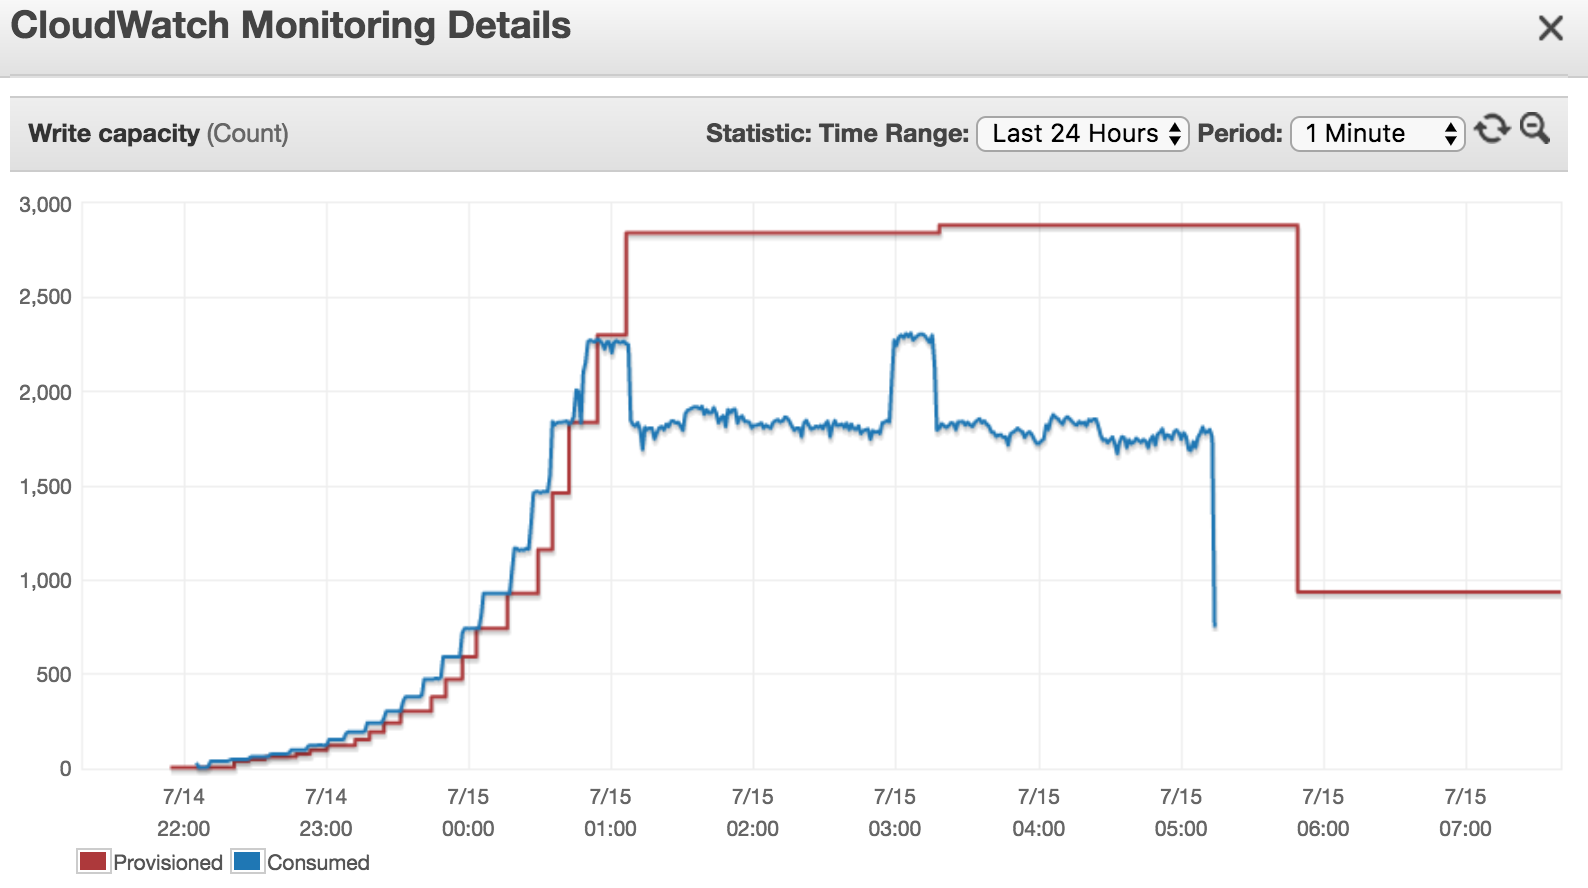 CloudWatch Monitoring Details
Write capacity (Count) Statistic: Time Range: Last 24 Hours Period: 1 Minute
3,000
2,500
2,000
1,500
1,000
500
0
7/14 7/14 7/15 7/15 7/15 7/15 7/15 7/15 7/15 7/15
22:00 23:00 00:00 01:00 02:00 03:00 04:00 05:00 06:00 07:00
Provisioned Consumed